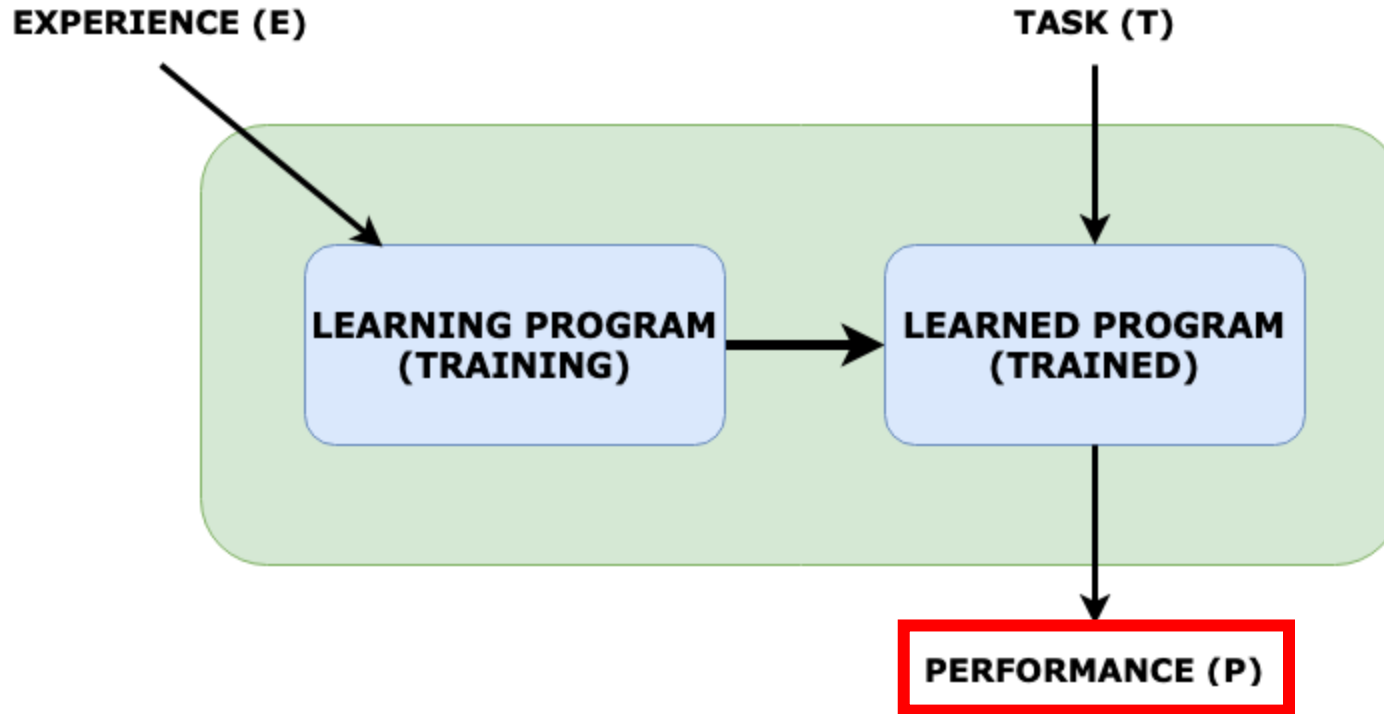 EXPERIENCE (E)
TASK (T)
LEARNING PROGRAM
(TRAINING)
LEARNED PROGRAM
(TRAINED)
PERFORMANCE (P)